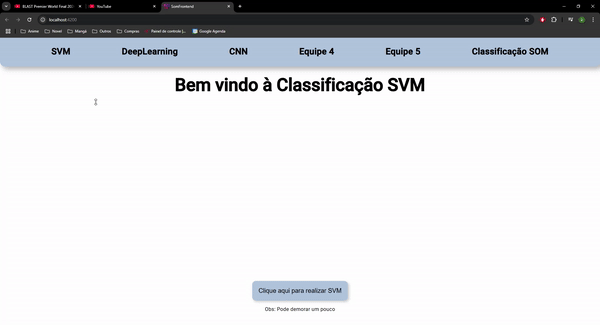 BLAST Premier World Final 202
YouTube
SvmFrontend
localhost:4200
Anime
Novel
Mangá
Outros
Compras
Painel de controle |...
Google Agenda
SVM
DeepLearning
CNN
Equipe 4
Equipe 5
Classificação SOM
Bem vindo à Classificação SVM
Clique aqui para realizar SVM
Obs: Pode demorar um pouco